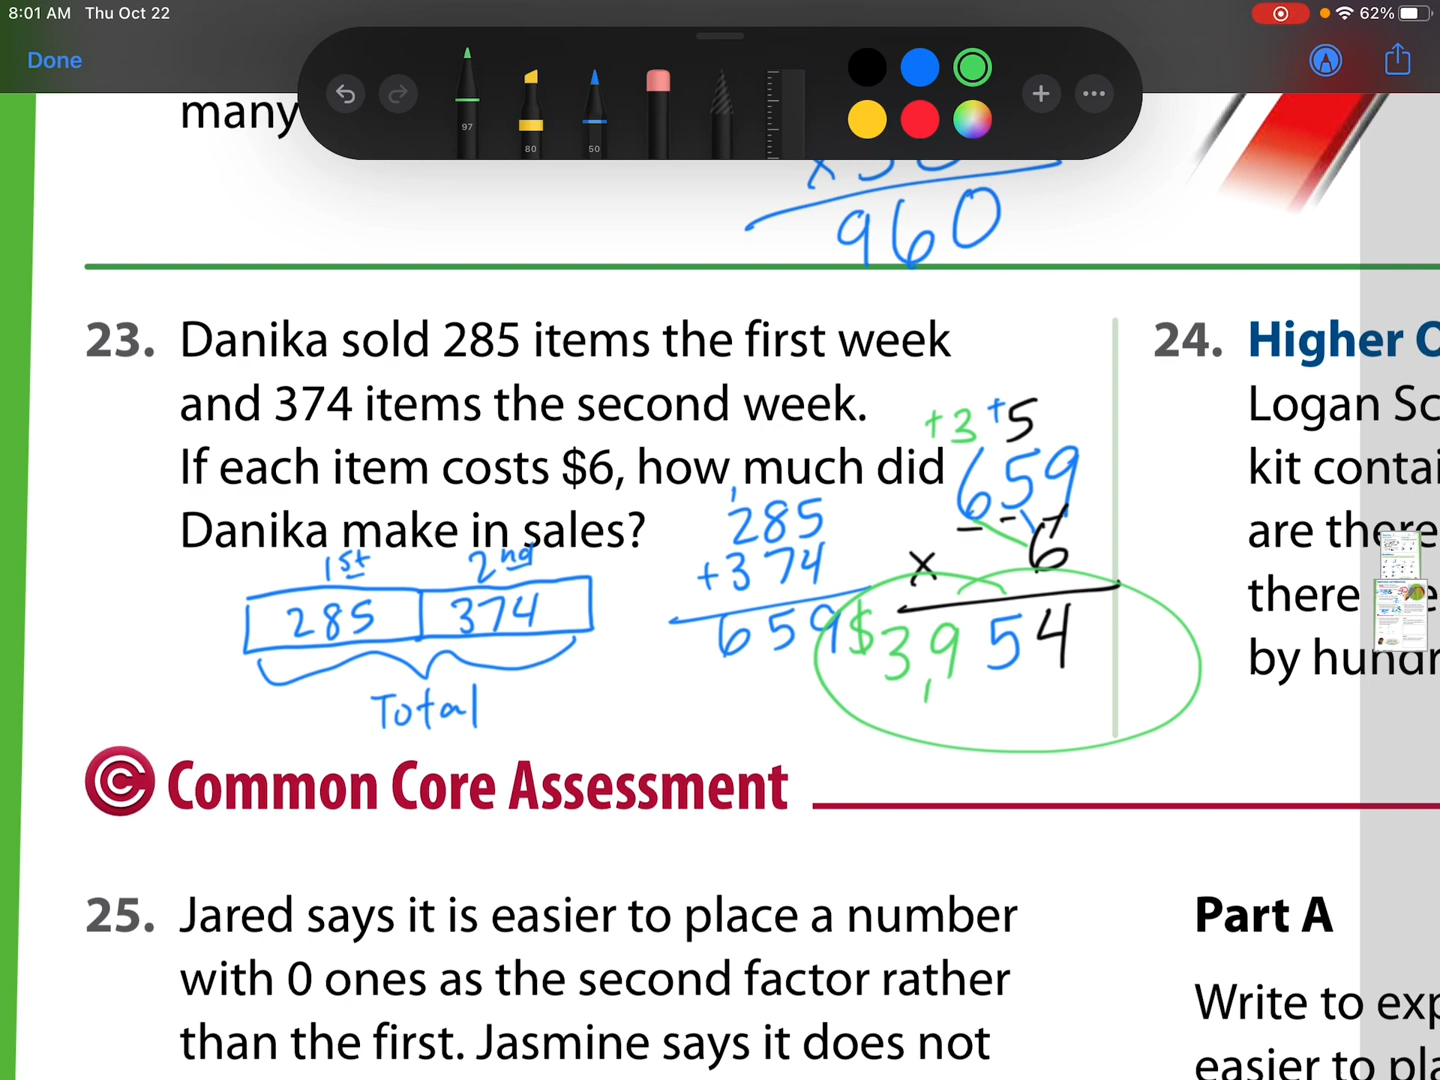 8:01 AM Thu Oct 22
62%
Done
97
80
50
many
960
23. Danika sold 285 items the first week
and 374 items the second week.
If each item costs $6, how much did
Danika make in sales?
1st 2nd
285 374
Total
1
285
+374
659
+3 +5
659
x 6
$3,954
24. Higher O
Logan Sc
kit contai
are there
there
by hundr
Common Core Assessment
25. Jared says it is easier to place a number
with 0 ones as the second factor rather
than the first. Jasmine says it does not
Part A
Write to exp
easier to pla